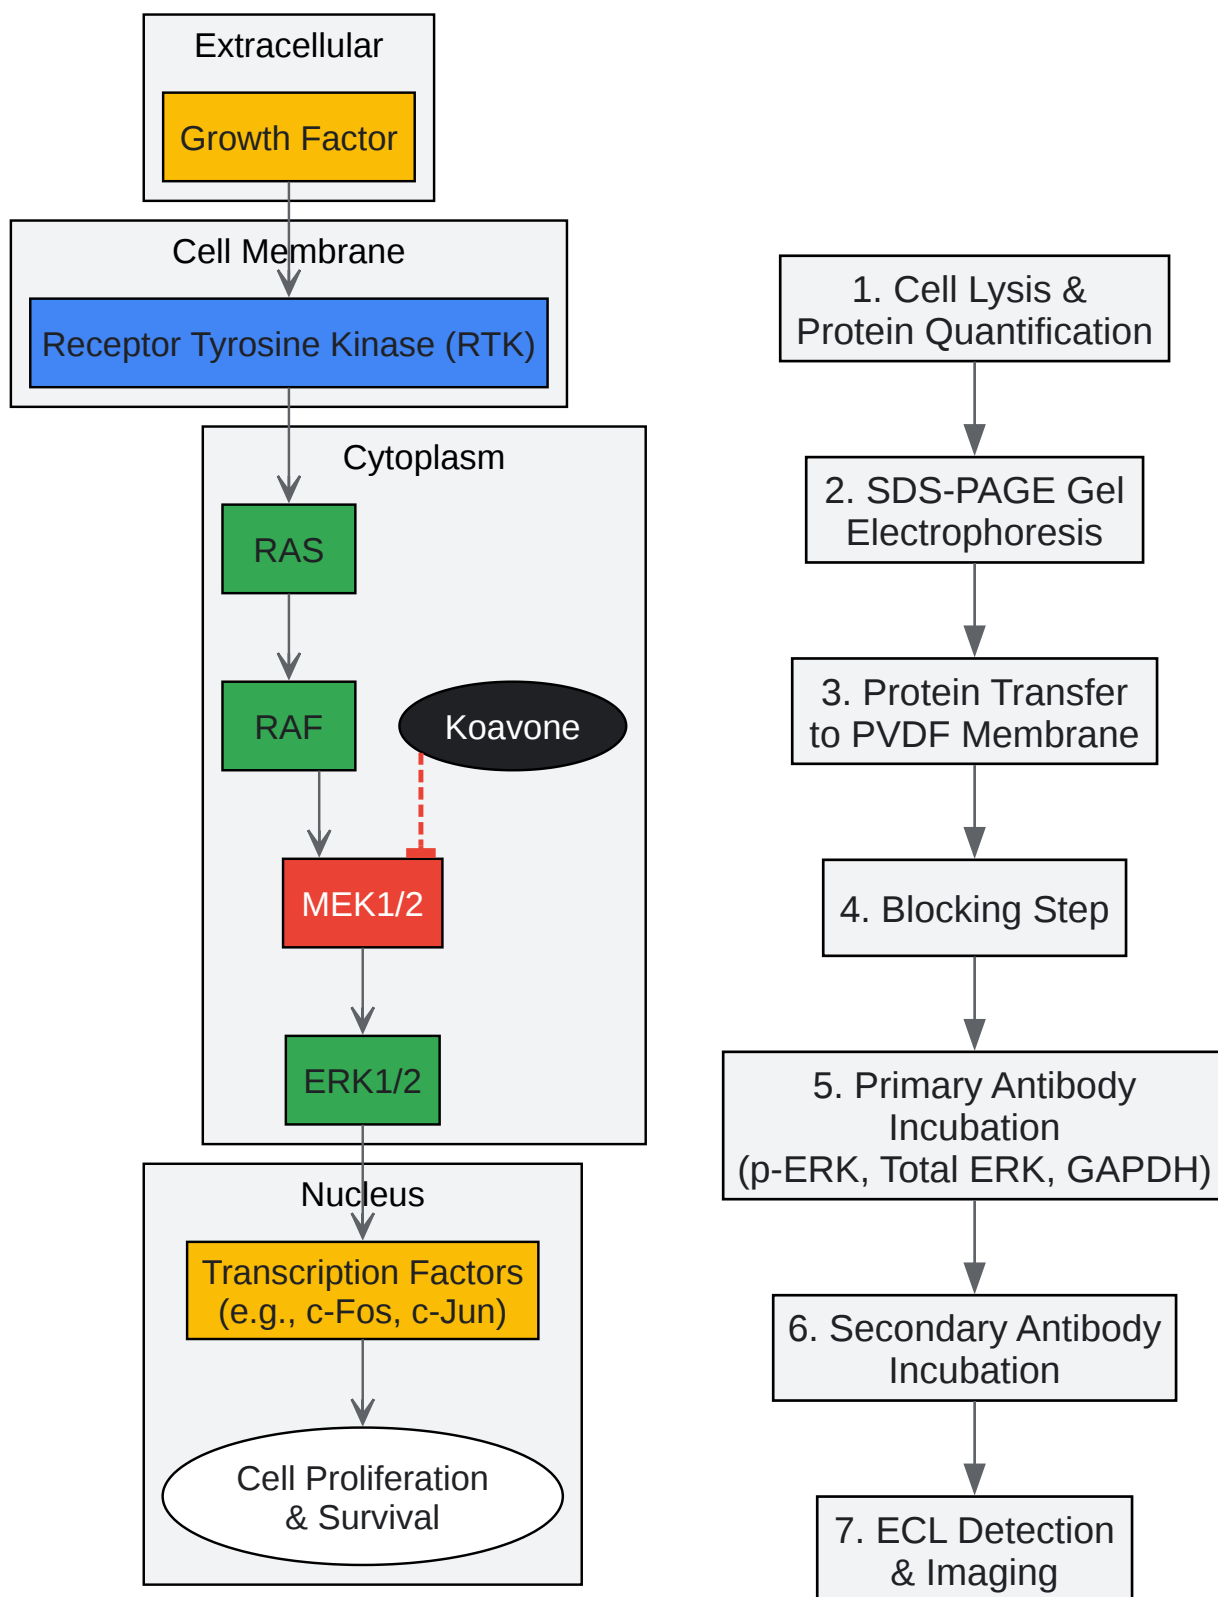 Extracellular
Growth Factor
Cell Membrane
Receptor Tyrosine Kinase (RTK)
Cytoplasm
RAS
RAF
Koavone
MEK1/2
ERK1/2
Nucleus
Transcription Factors
(e.g., c-Fos, c-Jun)
Cell Proliferation
& Survival
1. Cell Lysis &
Protein Quantification
2. SDS-PAGE Gel
Electrophoresis
3. Protein Transfer
to PVDF Membrane
4. Blocking Step
5. Primary Antibody
Incubation
(p-ERK, Total ERK, GAPDH)
6. Secondary Antibody
Incubation
7. ECL Detection
& Imaging